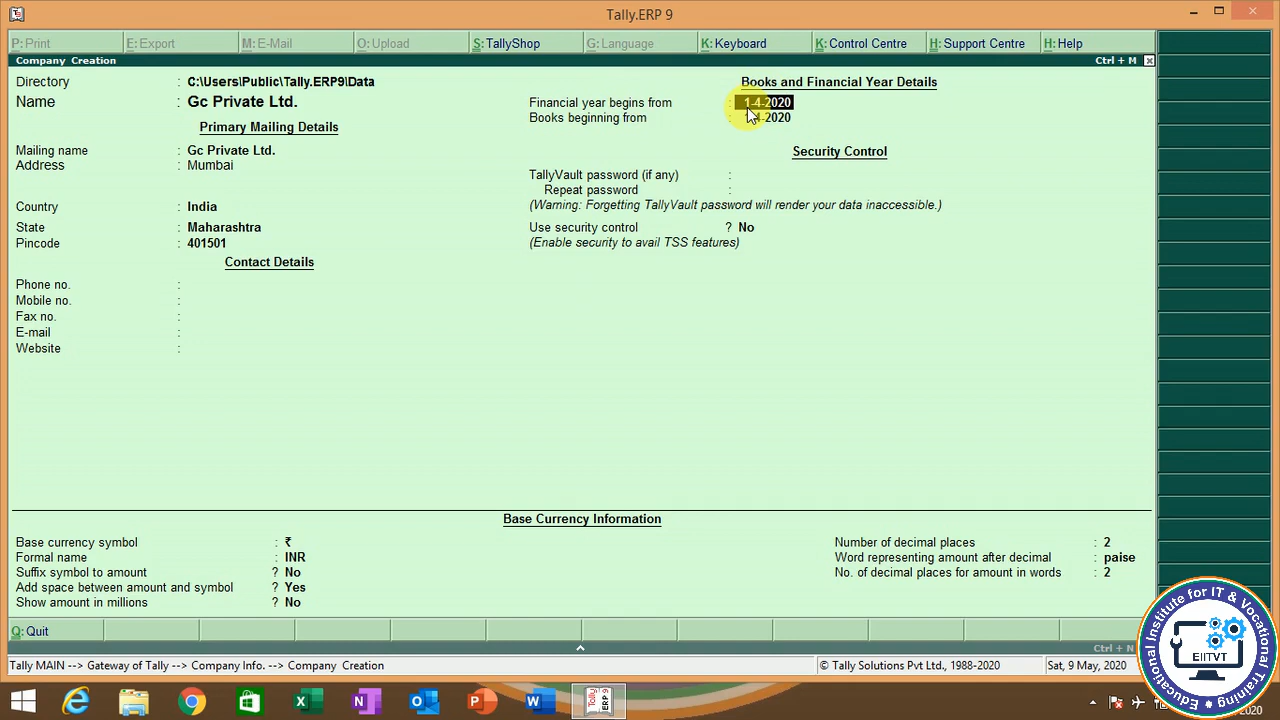 Tally.ERP 9
P: Print E: Export M: E-Mail O: Upload S: TallyShop G: Language K: Keyboard K: Control Centre H: Support Centre H: Help
Company Creation Ctrl + M
Directory : C:\Users\Public\Tally.ERP9\Data
Name : Gc Private Ltd.
Primary Mailing Details
Mailing name : Gc Private Ltd.
Address : Mumbai
Country : India
State : Maharashtra
Pincode : 401501
Contact Details
Phone no. :
Mobile no. :
Fax no. :
E-mail :
Website :
Books and Financial Year Details
Financial year begins from : 1-4-2020
Books beginning from : -4-2020
Security Control
TallyVault password (if any) :
Repeat password :
(Warning: Forgetting TallyVault password will render your data inaccessible.)
Use security control ? No
(Enable security to avail TSS features)
Base Currency Information
Base currency symbol : ₹
Formal name : INR
Suffix symbol to amount ? No
Add space between amount and symbol ? Yes
Show amount in millions ? No
Number of decimal places : 2
Word representing amount after decimal : paise
No. of decimal places for amount in words : 2
Q: Quit
Ctrl + N
Tally MAIN --> Gateway of Tally --> Company Info. --> Company Creation © Tally Solutions Pvt Ltd., 1988-2020 Sat, 9 May, 2020
Educational Institute for IT & Vocational Education Training
EIITVT